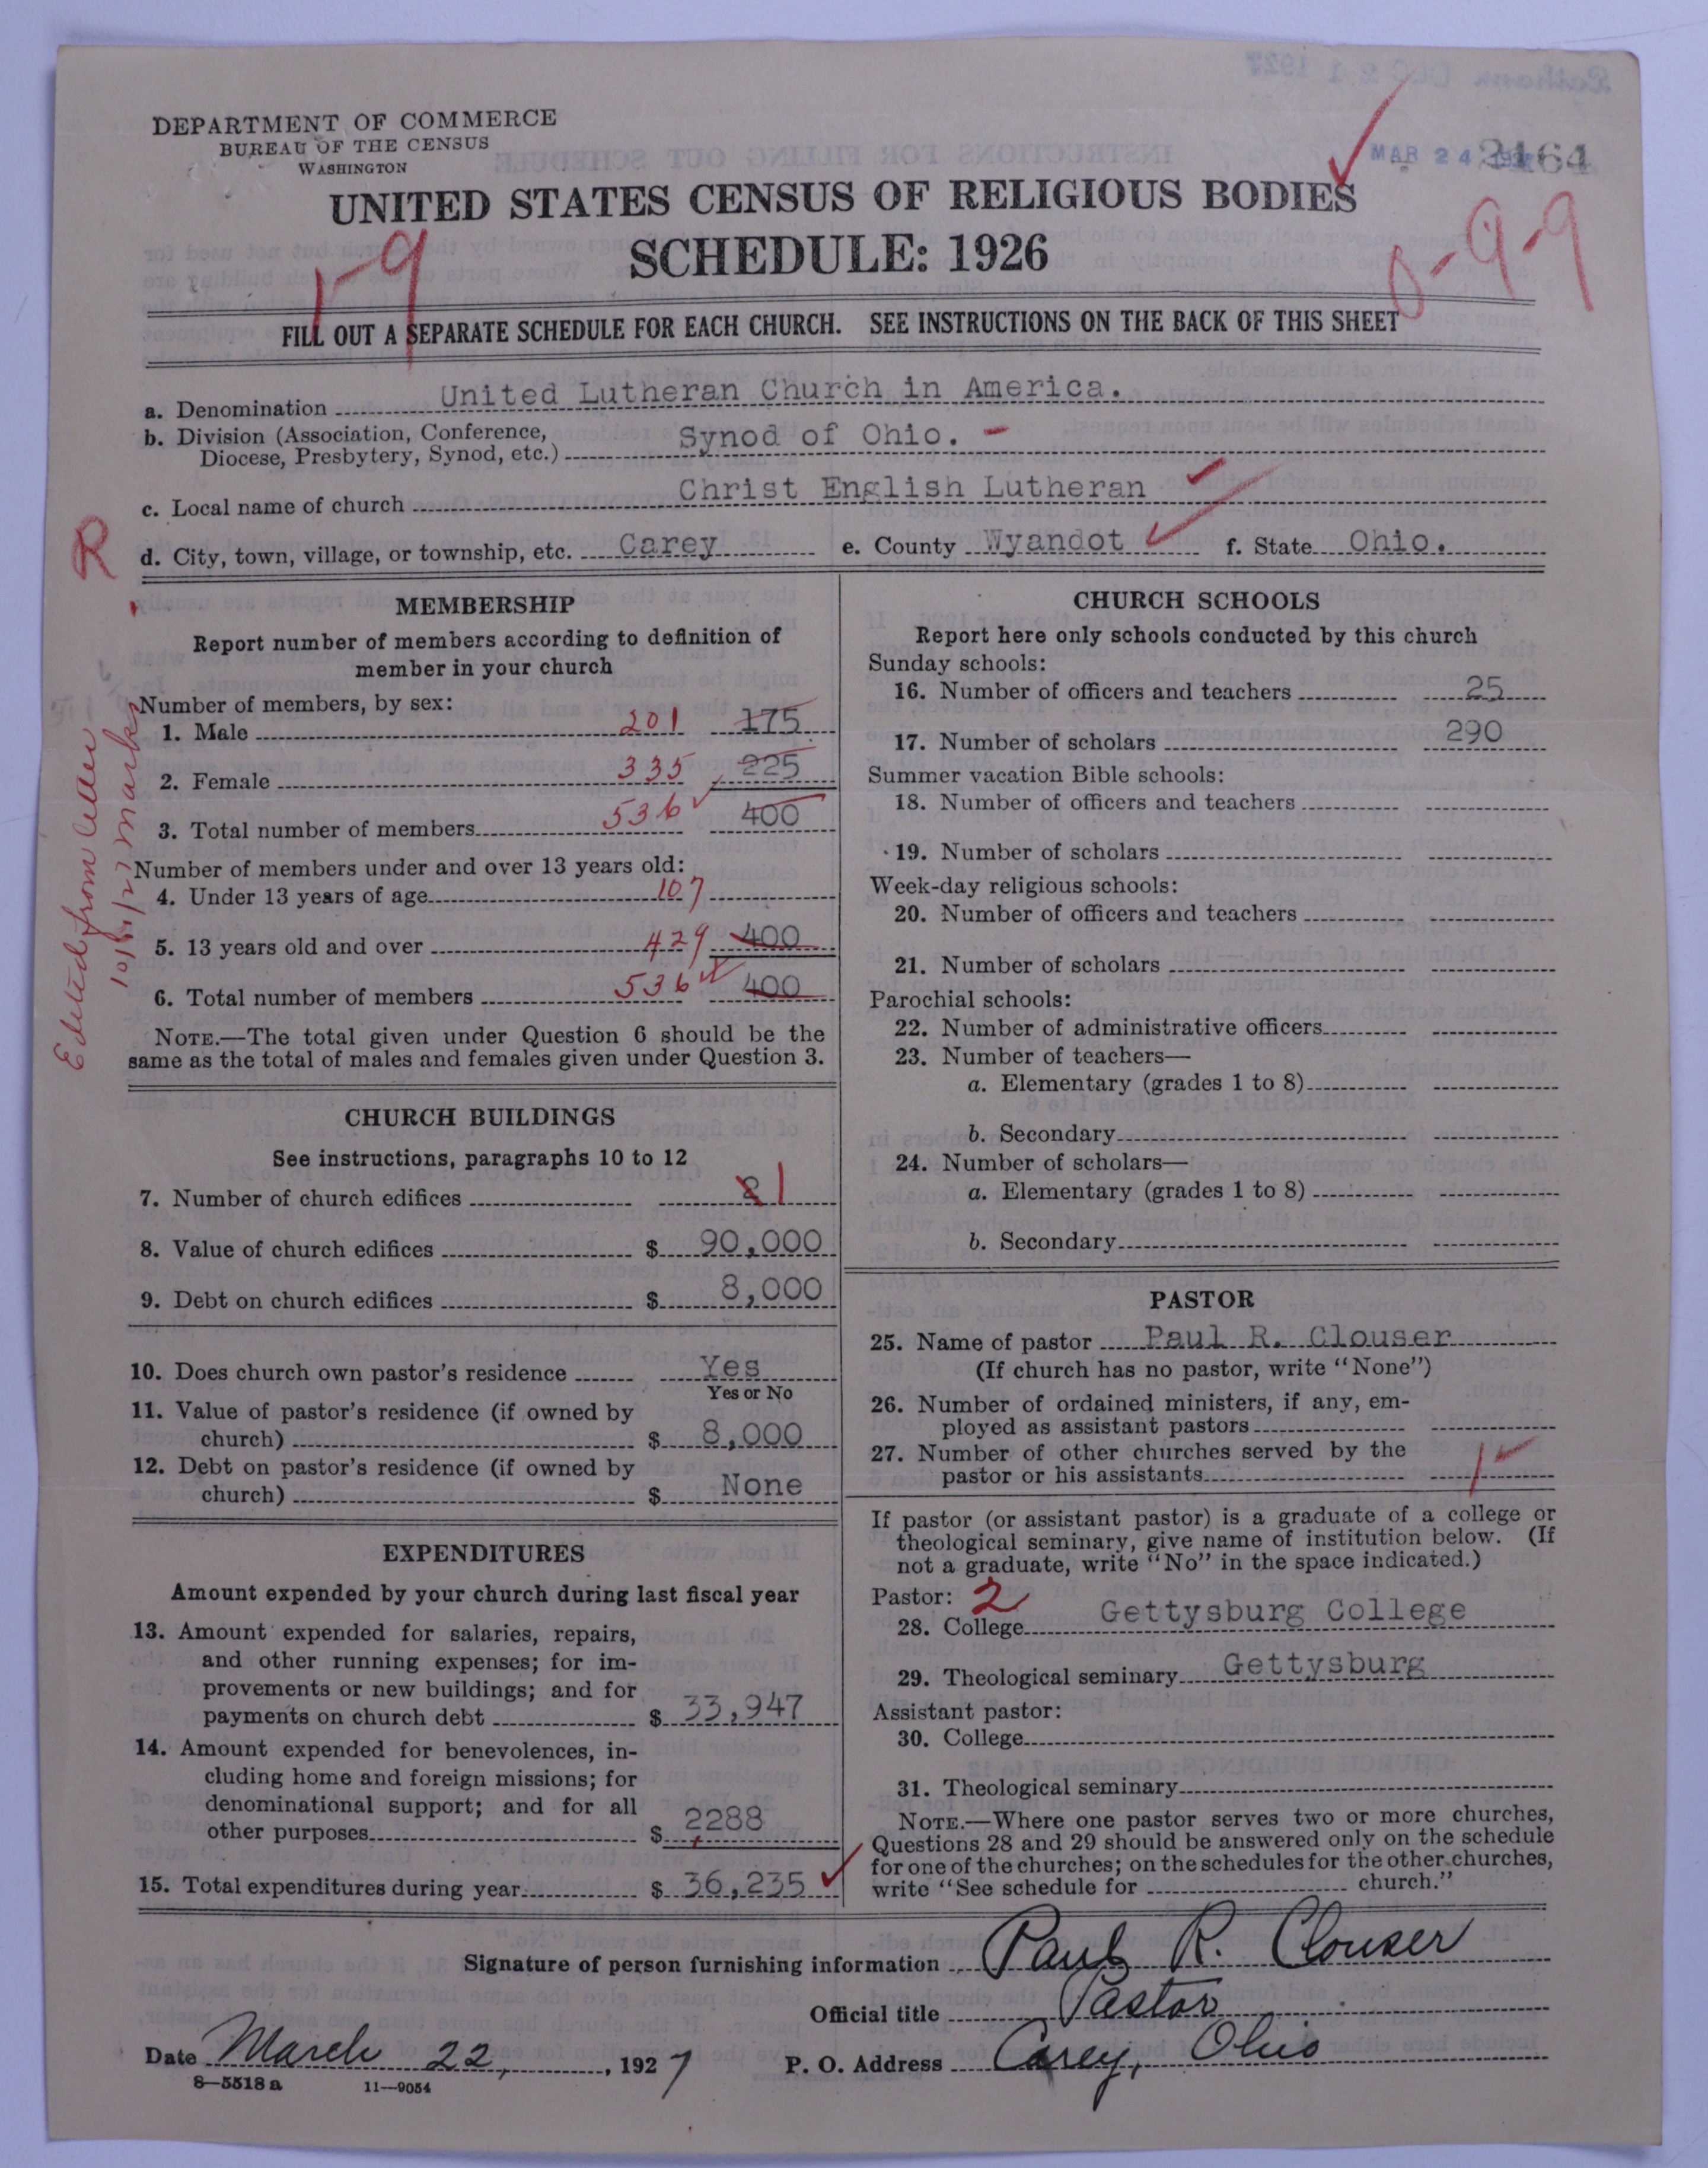 DEPARTMENT OF COMMERCE
BUREAU OF THE CENSUS
WASHINGTON
MAR 24
2164
UNITED STATES CENSUS OF RELIGIOUS BODIES
SCHEDULE: 1926
1-9
0-9-9
FILL OUT A SEPARATE SCHEDULE FOR EACH CHURCH. SEE INSTRUCTIONS ON THE BACK OF THIS SHEET
a. Denomination United Lutheran Church in America.
b. Division (Association, Conference, Diocese, Presbytery, Synod, etc.) Synod of Ohio. -
c. Local name of church Christ English Lutheran
R
d. City, town, village, or township, etc. Carey e. County Wyandot f. State Ohio.
MEMBERSHIP
Report number of members according to definition of
member in your church
Number of members, by sex:
1. Male 201 175
2. Female 335 225
3. Total number of members 536 400
Number of members under and over 13 years old:
4. Under 13 years of age 107
5. 13 years old and over 429 400
6. Total number of members 536 400
NOTE.—The total given under Question 6 should be the
same as the total of males and females given under Question 3.
Edited from letter
Marks
CHURCH BUILDINGS
See instructions, paragraphs 10 to 12
7. Number of church edifices 2 1
8. Value of church edifices $ 90,000
9. Debt on church edifices $ 8,000
10. Does church own pastor's residence Yes
Yes or No
11. Value of pastor's residence (if owned by
church) $ 8,000
12. Debt on pastor's residence (if owned by
church) $ None
EXPENDITURES
Amount expended by your church during last fiscal year
13. Amount expended for salaries, repairs,
and other running expenses; for im-
provements or new buildings; and for
payments on church debt $ 33,947
14. Amount expended for benevolences, in-
cluding home and foreign missions; for
denominational support; and for all
other purposes $ 2288
15. Total expenditures during year $ 36,235
CHURCH SCHOOLS
Report here only schools conducted by this church
Sunday schools:
16. Number of officers and teachers 25
17. Number of scholars 290
Summer vacation Bible schools:
18. Number of officers and teachers
19. Number of scholars
Week-day religious schools:
20. Number of officers and teachers
21. Number of scholars
Parochial schools:
22. Number of administrative officers
23. Number of teachers—
a. Elementary (grades 1 to 8)
b. Secondary
24. Number of scholars—
a. Elementary (grades 1 to 8)
b. Secondary
PASTOR
25. Name of pastor Paul R. Clouser
(If church has no pastor, write "None")
26. Number of ordained ministers, if any, em-
ployed as assistant pastors
27. Number of other churches served by the
pastor or his assistants 1
If pastor (or assistant pastor) is a graduate of a college or
theological seminary, give name of institution below. (If
not a graduate, write "No" in the space indicated.)
Pastor: 2
28. College Gettysburg College
29. Theological seminary Gettysburg
Assistant pastor:
30. College
31. Theological seminary
NOTE.—Where one pastor serves two or more churches,
Questions 28 and 29 should be answered only on the schedule
for one of the churches; on the schedules for the other churches,
write "See schedule for church."
Signature of person furnishing information Paul R. Clouser
Official title Pastor
Date March 22, 1927 P. O. Address Carey, Ohio
8—5518 a 11—9054